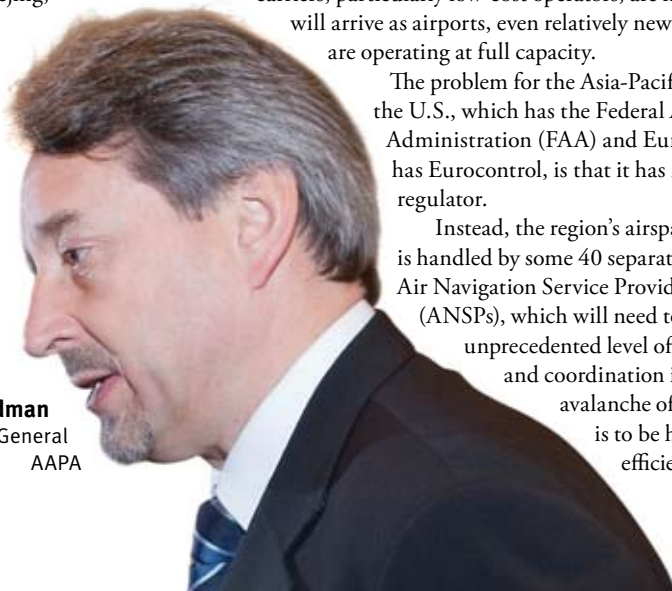 carriers, particularly low-cost operators, are
will arrive as airports, even relatively new
are operating at full capacity.
The problem for the Asia-Pacif
the U.S., which has the Federal
Administration (FAA) and Eur
has Eurocontrol, is that it has
regulator.
Instead, the region's airspa
is handled by some 40 separat
Air Navigation Service Provid
(ANSPs), which will need t
unprecedented level of
and coordination i
avalanche of
is to be h
efficie
lman
General
AAPA